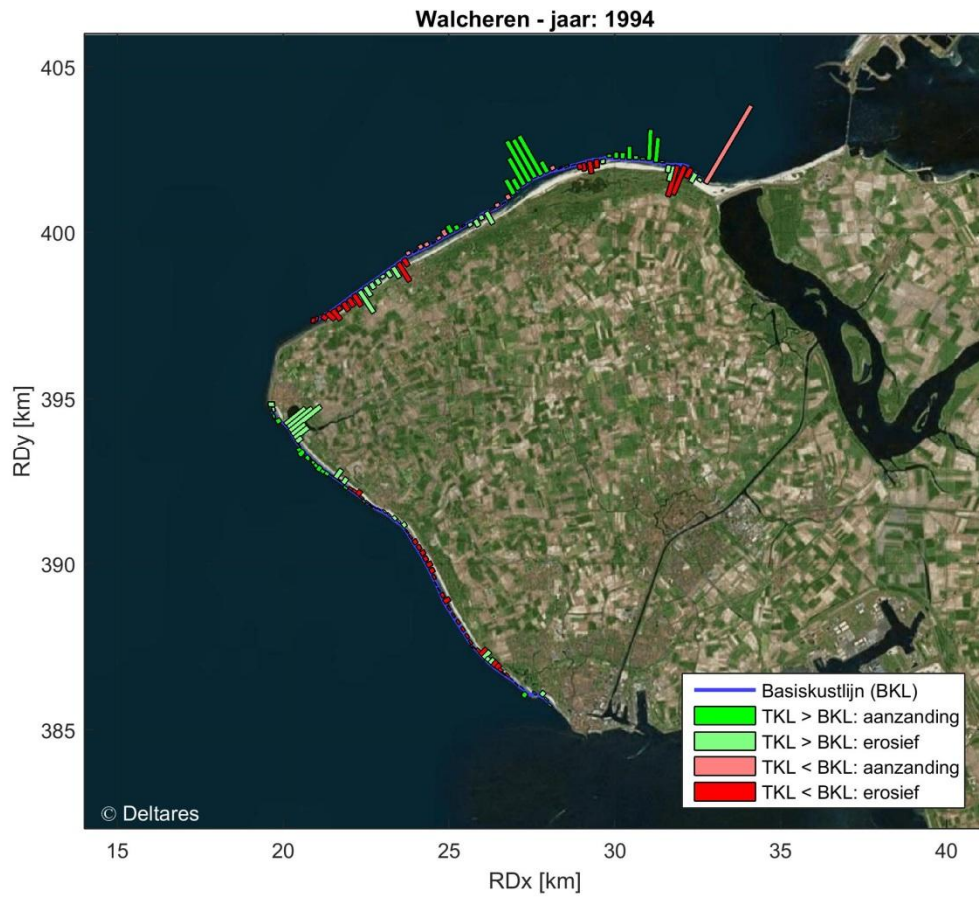 Walcheren - jaar: 1994
405
400
395
390
385
RDy [km]
15 20 25 30 35 40
RDx [km]
Basiskustlijn (BKL)
TKL > BKL: aanzanding
TKL > BKL: erosief
TKL < BKL: aanzanding
TKL < BKL: erosief
© Deltares